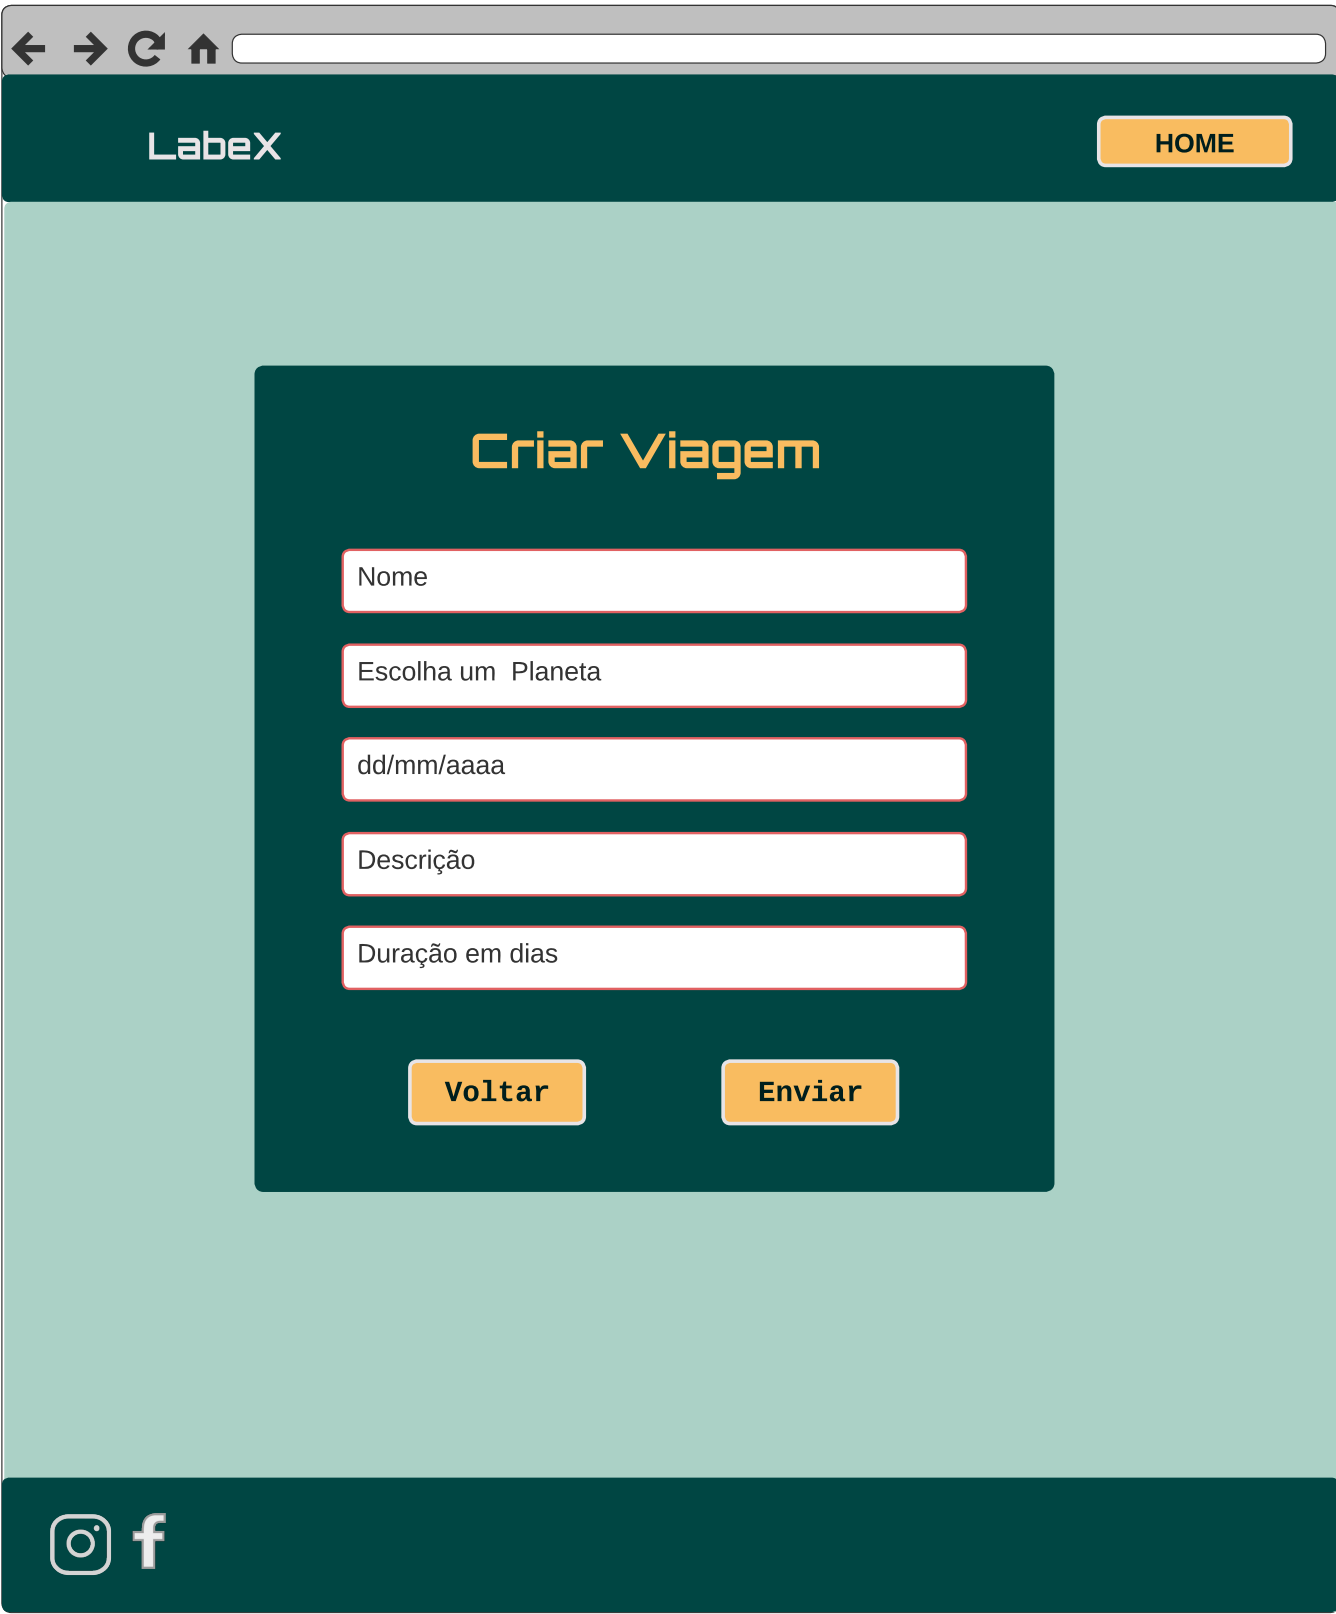 LabeX
HOME
Criar Viagem
Nome
Escolha um  Planeta
dd/mm/aaaa
Descrição
Duração em dias
Voltar
Enviar